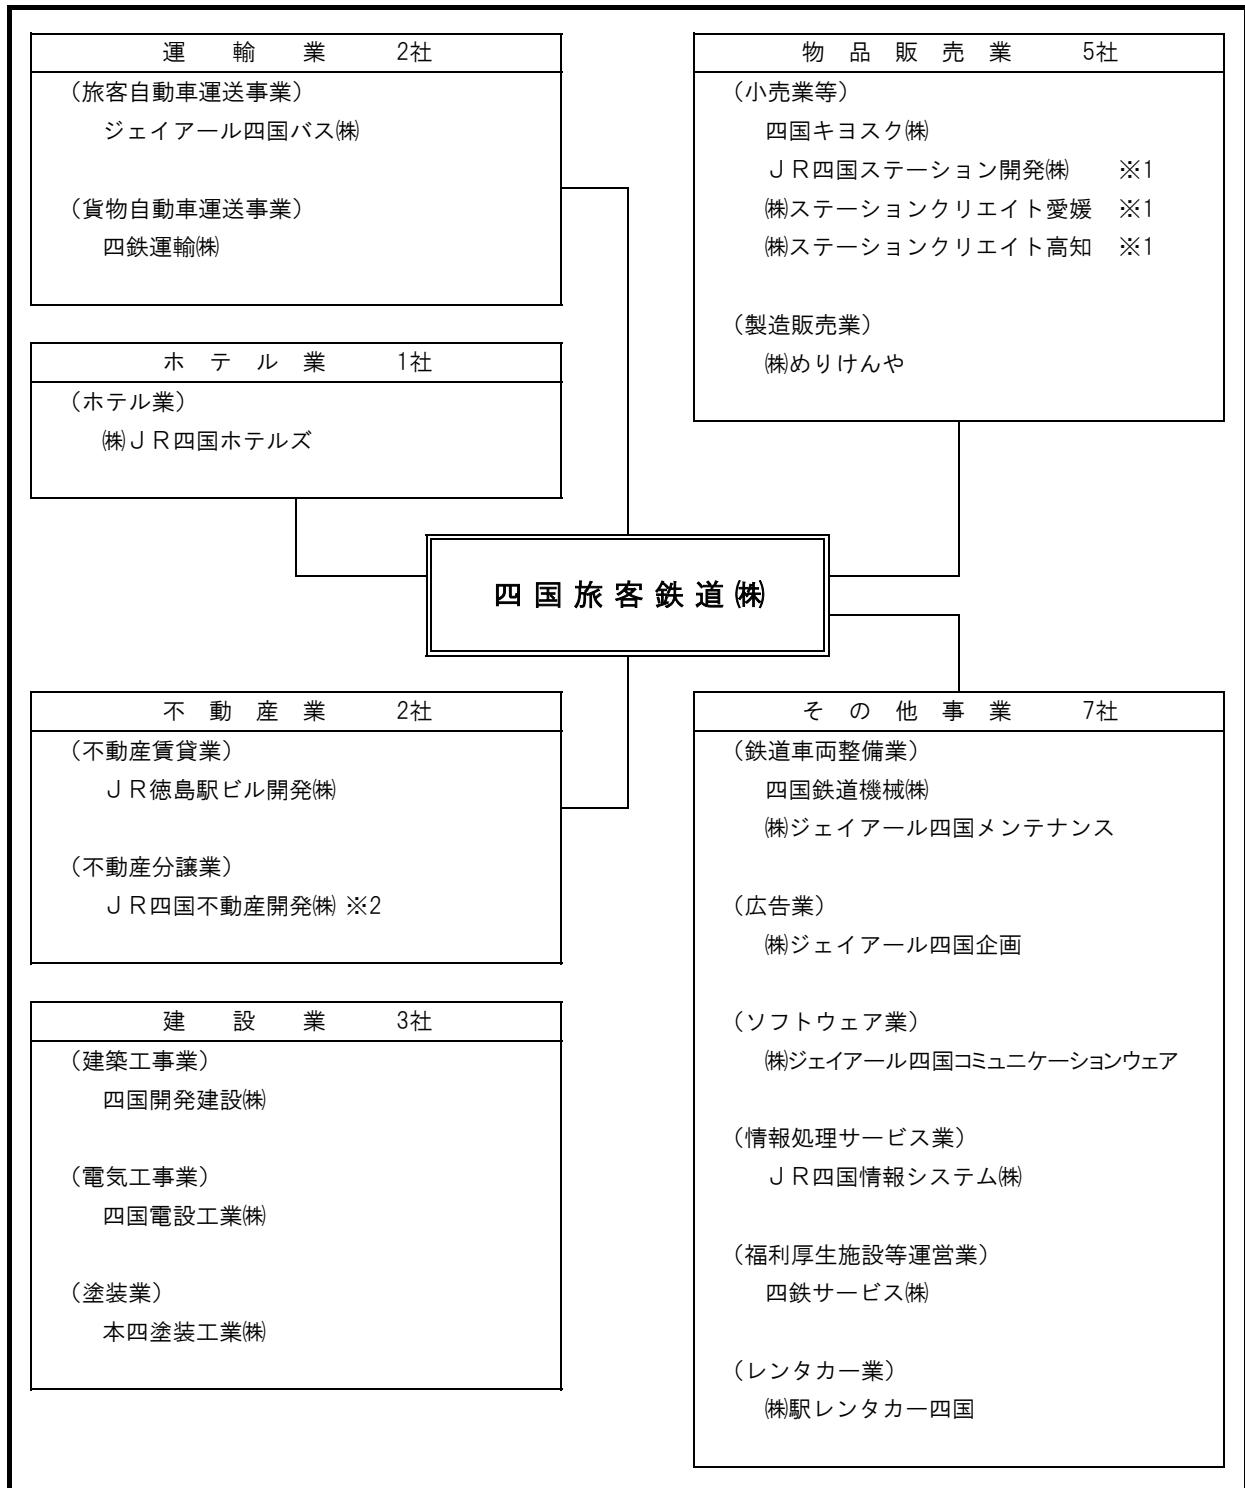 運輸業 2社
（旅客自動車運送事業）
ジェイアール四国バス㈱
（貨物自動車運送事業）
四鉄運輸㈱
ホテル業 1社
（ホテル業）
㈱ＪＲ四国ホテルズ
物品販売業 5社
（小売業等）
四国キヨスク㈱
ＪＲ四国ステーション開発㈱ ※1
㈱ステーションクリエイト愛媛 ※1
㈱ステーションクリエイト高知 ※1
（製造販売業）
㈱めりけんや
四国旅客鉄道㈱
不動産業 2社
（不動産賃貸業）
ＪＲ徳島駅ビル開発㈱
（不動産分譲業）
ＪＲ四国不動産開発㈱ ※2
建設業 3社
（建築工事業）
四国開発建設㈱
（電気工事業）
四国電設工業㈱
（塗装業）
本四塗装工業㈱
その他事業 7社
（鉄道車両整備業）
四国鉄道機械㈱
㈱ジェイアール四国メンテナンス
（広告業）
㈱ジェイアール四国企画
（ソフトウェア業）
㈱ジェイアール四国コミュニケーションウェア
（情報処理サービス業）
ＪＲ四国情報システム㈱
（福利厚生施設等運営業）
四鉄サービス㈱
（レンタカー業）
㈱駅レンタカー四国